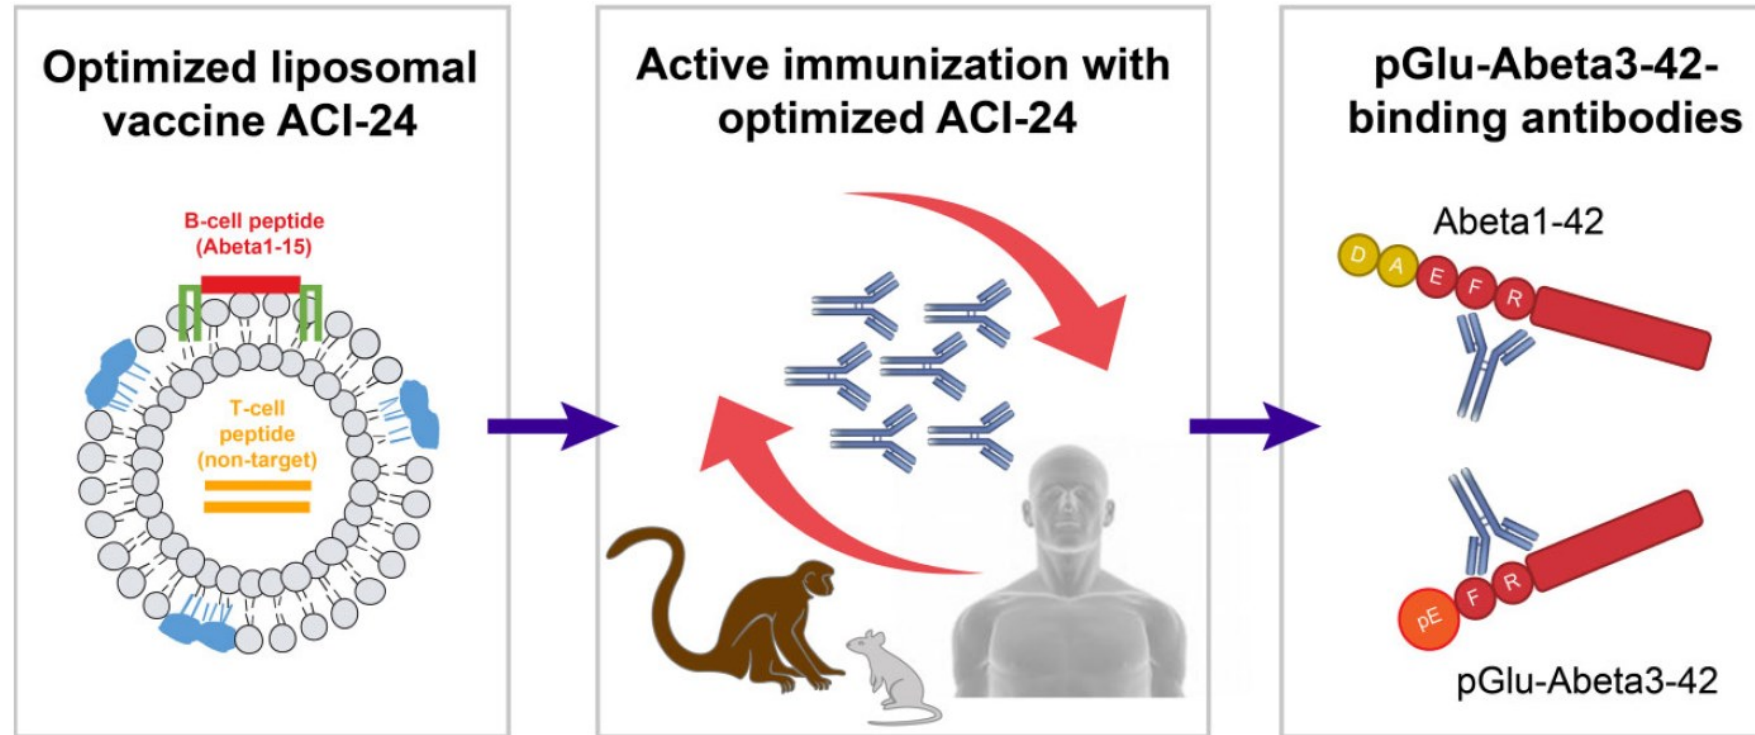 Optimized liposomal
vaccine ACI-24
B-cell peptide
(Abeta1-15)
T-cell
peptide
(non-target)
Active immunization with
optimized ACI-24
pGlu-Abeta3-42-
binding antibodies
Abeta1-42
D A E F R
pE F R
pGlu-Abeta3-42